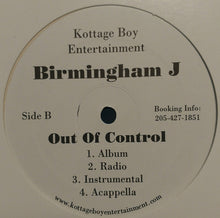 Kottage Boy
Entertainment
Birmingham J
Side B
Booking Info:
205-427-1851
Out Of Control
1. Album
2. Radio
3. Instrumental
4. Acappella
www.kottageboyentertainment.com